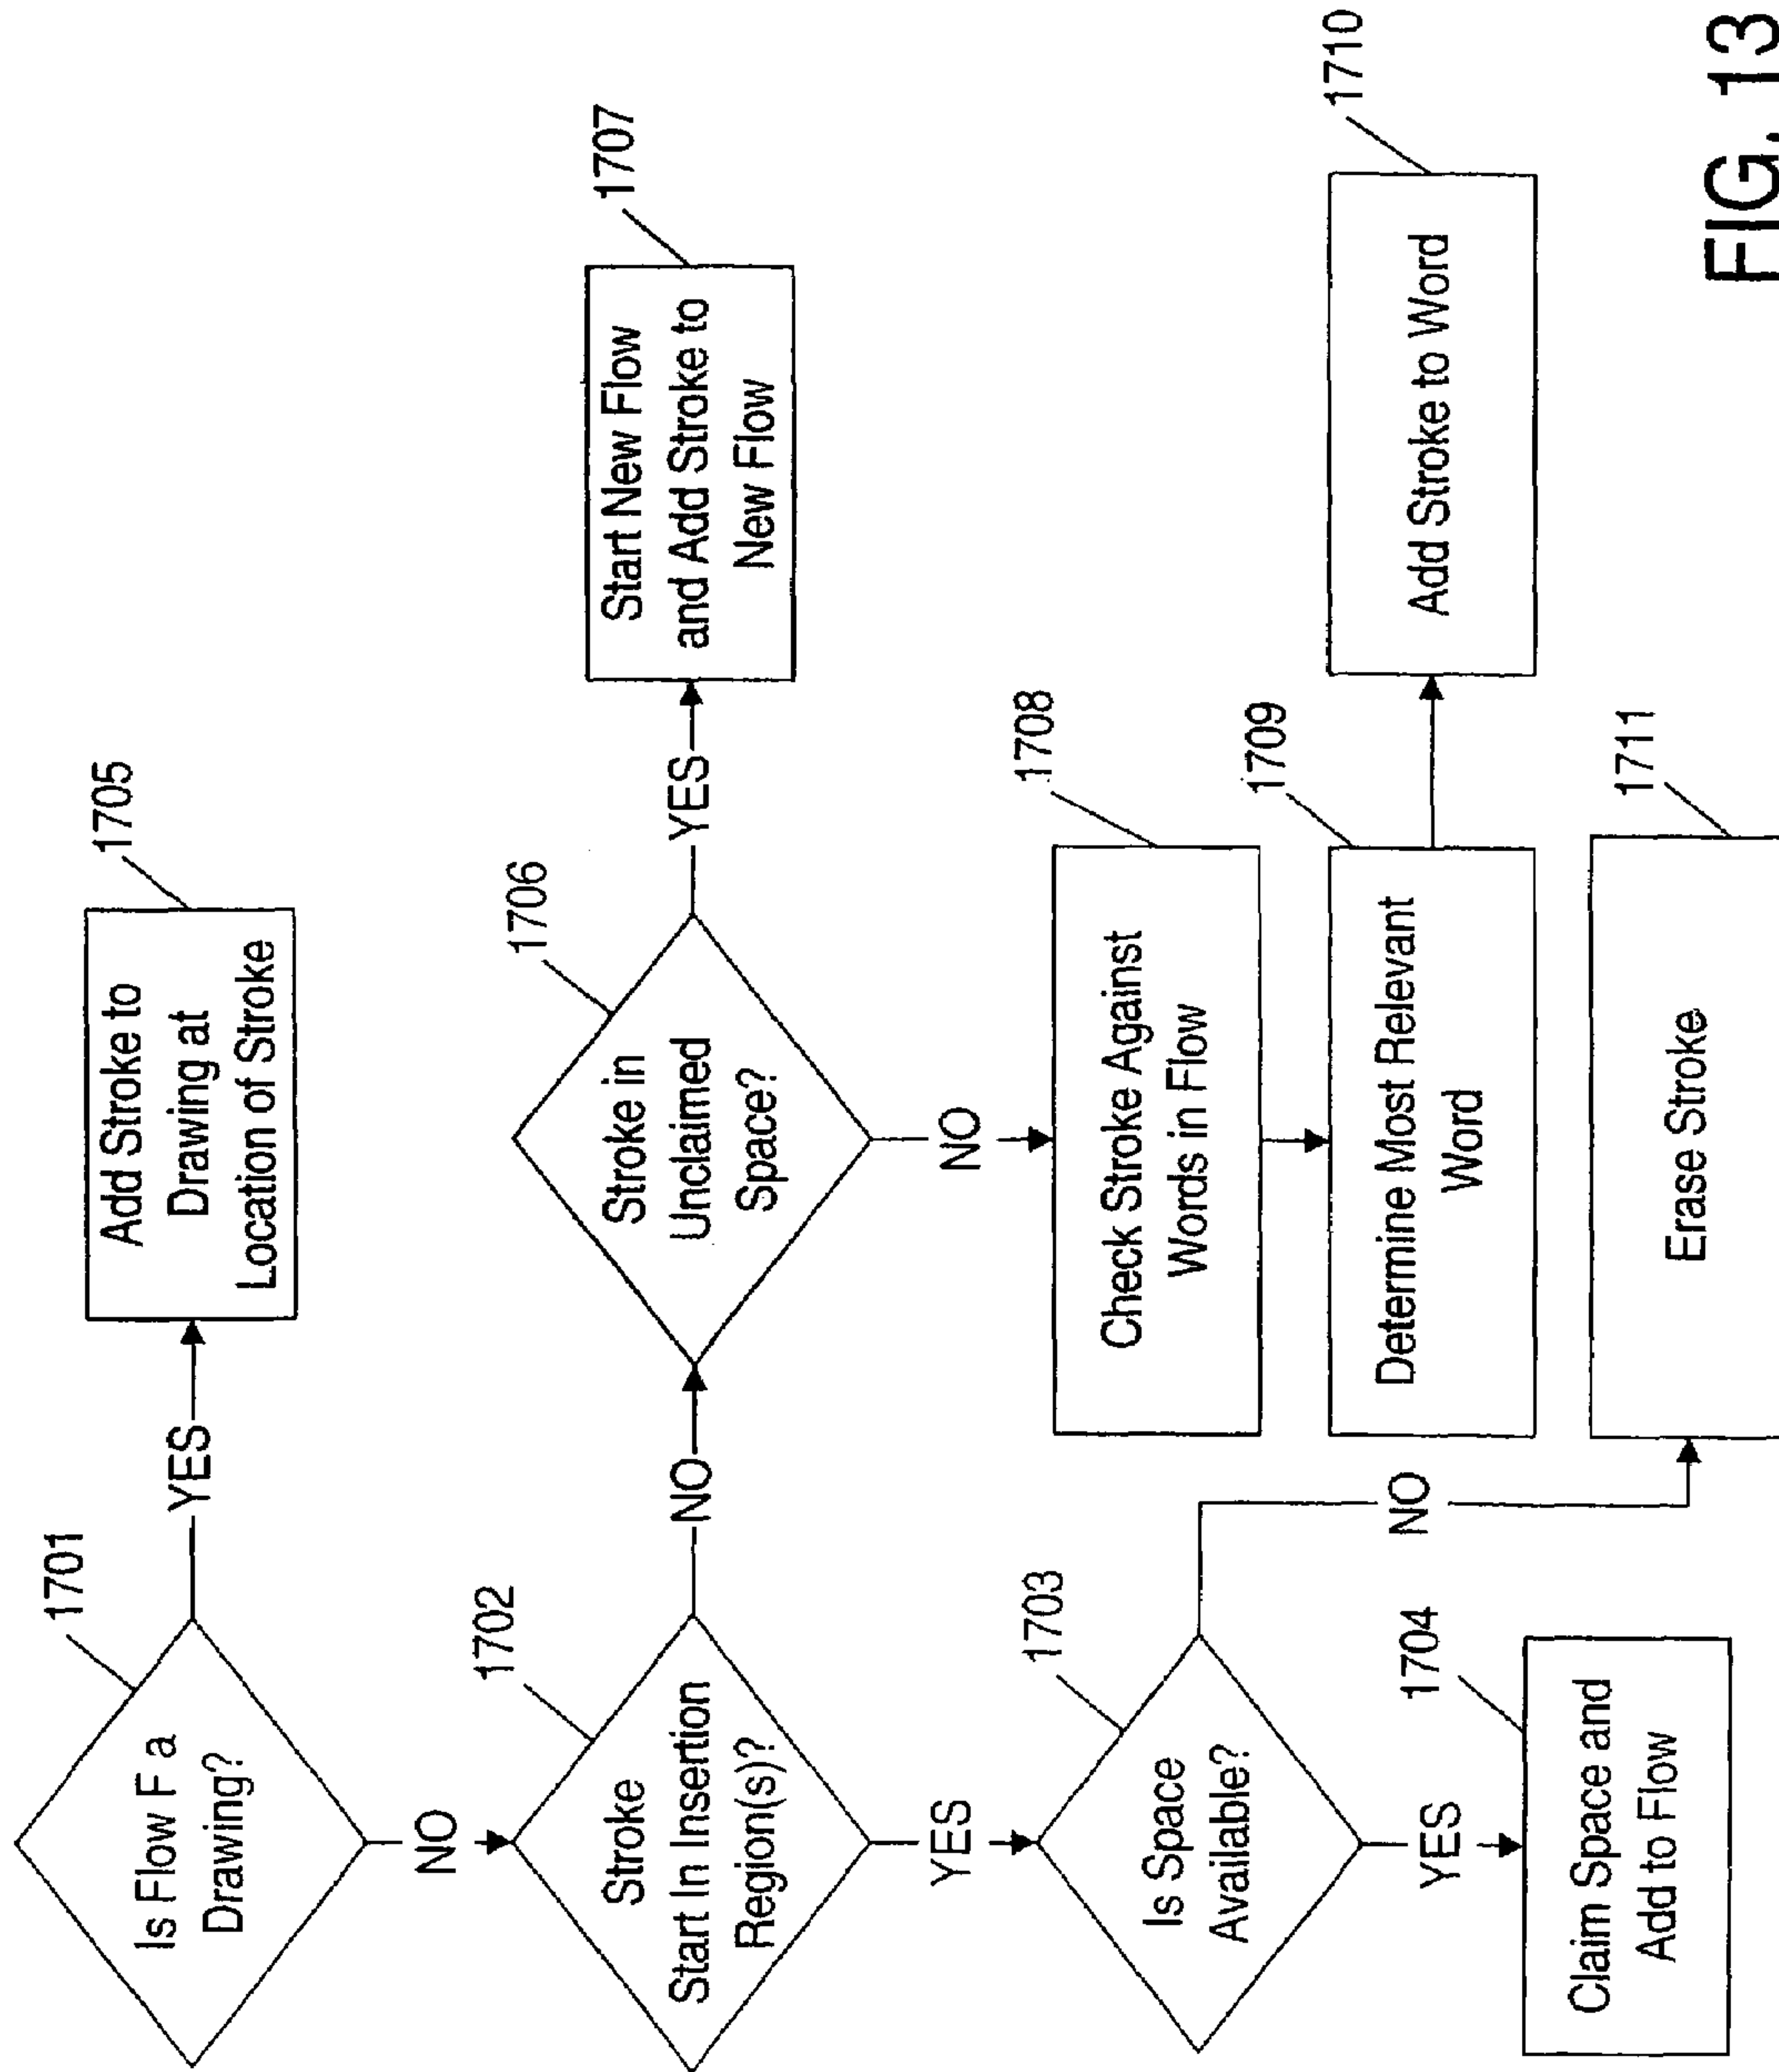 1701
Is Flow F a
Drawing?
YES
1705
Add Stroke to
Drawing at
Location of Stroke
NO
1702
Stroke
Start In Insertion
Region(s)?
NO
1706
Stroke in
Unclaimed
Space?
YES
1707
Start New Flow
and Add Stroke to
New Flow
YES
NO
1703
Is Space
Available?
1708
Check Stroke Against
Words in Flow
1709
Determine Most Relevant
Word
1710
Add Stroke to Word
YES
NO
1704
Claim Space and
Add to Flow
1711
Erase Stroke
FIG. 13